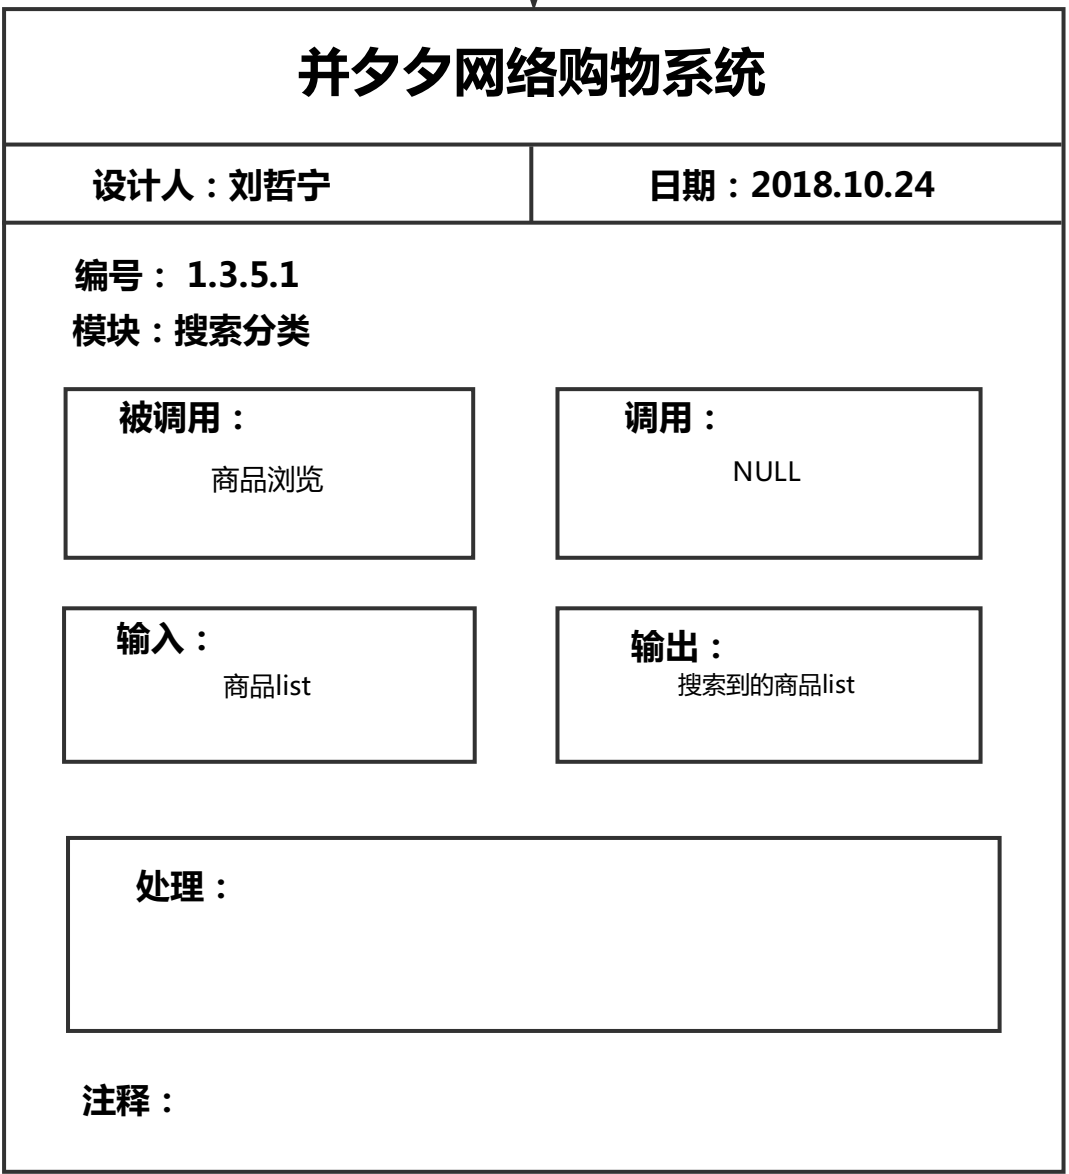 并夕夕网络购物系统
设计人：刘哲宁
日期：2018.10.24
编号： 1.3.5.1
模块：搜索分类
被调用：
商品浏览
调用：
NULL
输入：
商品list
输出：
搜索到的商品list
处理：
注释：